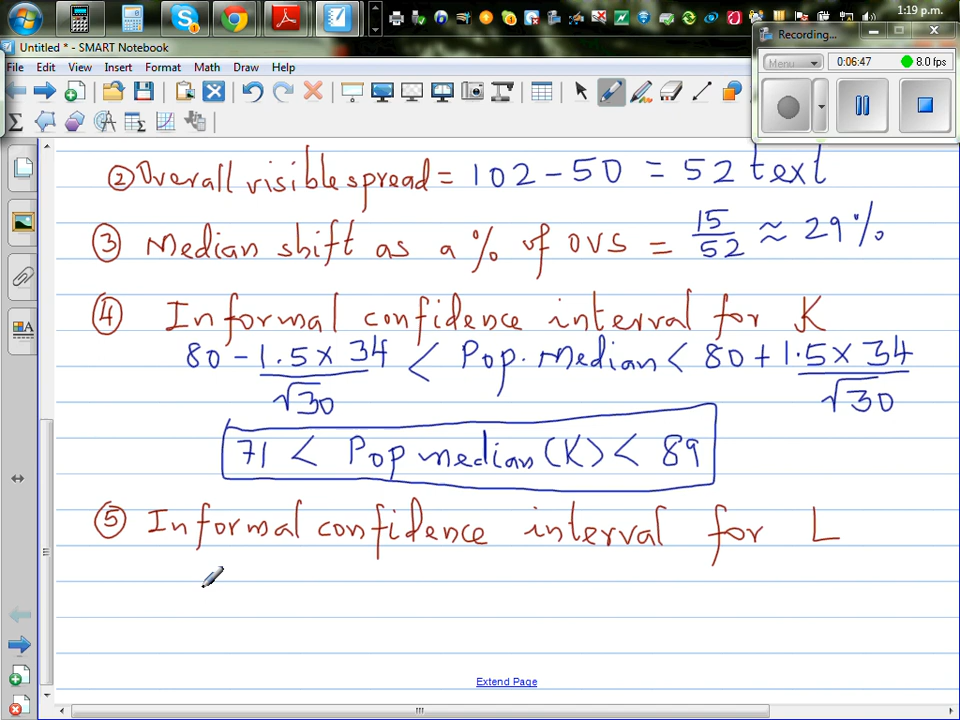 1:19 p.m.
Untitled * - SMART Notebook
Recording...
File Edit View Insert Format Math Draw Help
Menu 0:06:47 8.0 fps
② Overall visible spread = 102 - 50 = 52 text
③ Median shift as a % of OVS = 15/52 ≈ 29%
④ Informal confidence interval for K
80 - 1.5 × 34/√30 < Pop. Median < 80 + 1.5 × 34/√30
71 < Pop median (K) < 89
⑤ Informal confidence interval for L
Extend Page